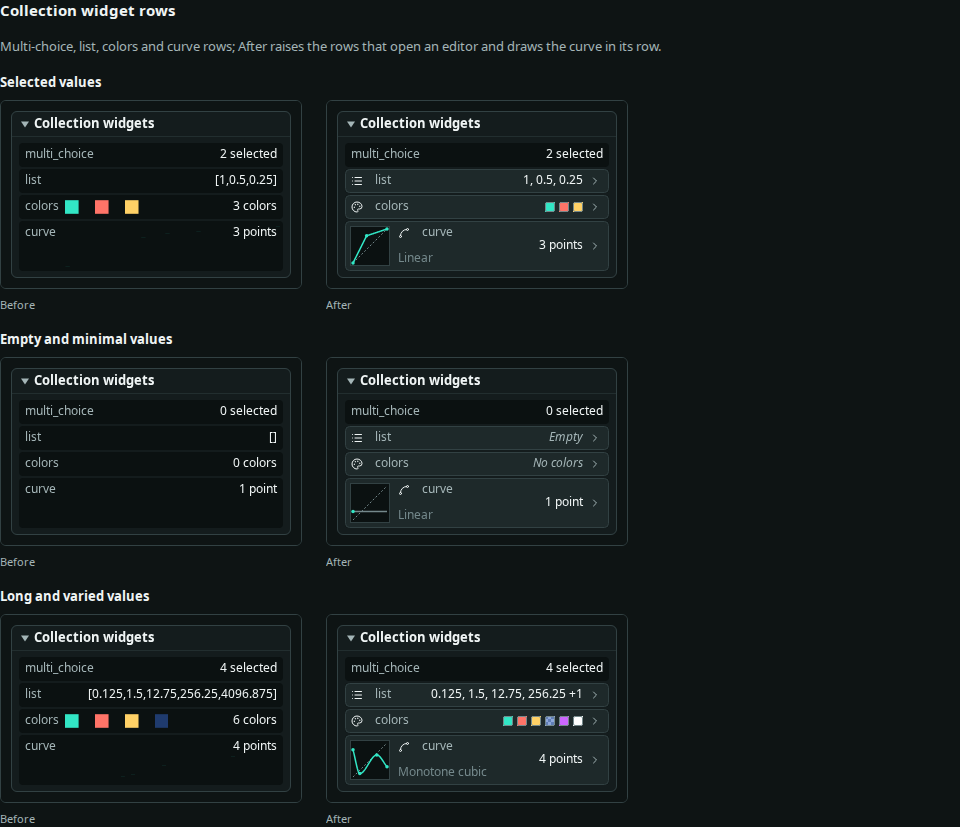 Collection widget rows
Multi-choice, list, colors and curve rows; After raises the rows that open an editor and draws the curve in its row.
Selected values
Collection widgets
multi_choice 2 selected
list [1,0.5,0.25]
colors 3 colors
curve 3 points
Before
Collection widgets
multi_choice 2 selected
list 1, 0.5, 0.25
colors
curve
3 points
Linear
After
Empty and minimal values
Collection widgets
multi_choice 0 selected
list []
colors 0 colors
curve 1 point
Before
Collection widgets
multi_choice 0 selected
list Empty
colors No colors
curve
1 point
Linear
After
Long and varied values
Collection widgets
multi_choice 4 selected
list [0.125,1.5,12.75,256.25,4096.875]
colors 6 colors
curve 4 points
Before
Collection widgets
multi_choice 4 selected
list 0.125, 1.5, 12.75, 256.25 +1
colors
curve
4 points
Monotone cubic
After